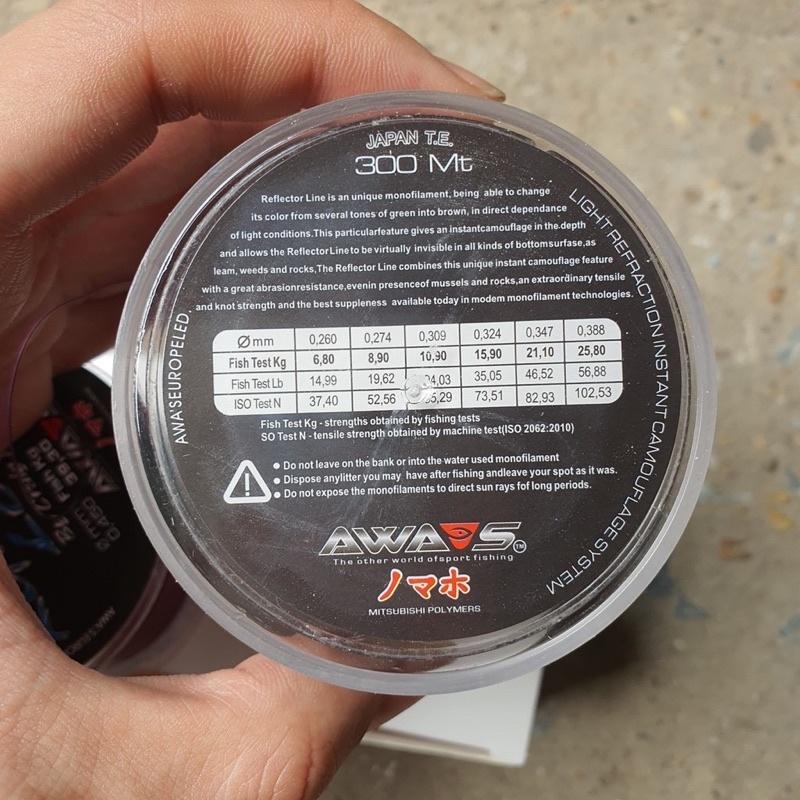 JAPAN T.E.
300 Mt
Reflector Line is an unique monofilament, being able to change
its color from several tones of green into brown, in direct dependance
of light conditions.This particularfeature gives an instantcamouflage in the depth
and allows the ReflectorLine to be virtually invisible in all kinds of bottomsurfase,as
leam, weeds and rocks,The Reflector Line combines this unique instant camouflage feature
with a great abrasionresistance,evenin presenceof mussels and rocks,an extraordinary tensile
and knot strength and the best suppleness available today in modem monofilament technologies.
LIGHT REFRACTION INSTANT CAMOUFLAGE SYSTEM
AWA'SEUROPELED.
Ømm 0,260 0,274 0,309 0,324 0,347 0,388
Fish Test Kg 6,80 8,90 10,90 15,90 21,10 25,80
Fish Test Lb 14,99 19,62 35,05 46,52 56,88
ISO Test N 37,40 52,56 73,51 82,93 102,53
Fish Test Kg - strengths obtained by fishing tests
SO Test N - tensile strength obtained by machine test(ISO 2062:2010)
• Do not leave on the bank or into the water used monofilament
• Dispose anylitter you may have after fishing andleave your spot as it was.
• Do not expose the monofilaments to direct sun rays fof long periods.
AWA-S™
The other world ofsport fishing
ノマホ
MITSUBISHI POLYMERS
Ømm
0,450
Fish Kg
39,20
AWA